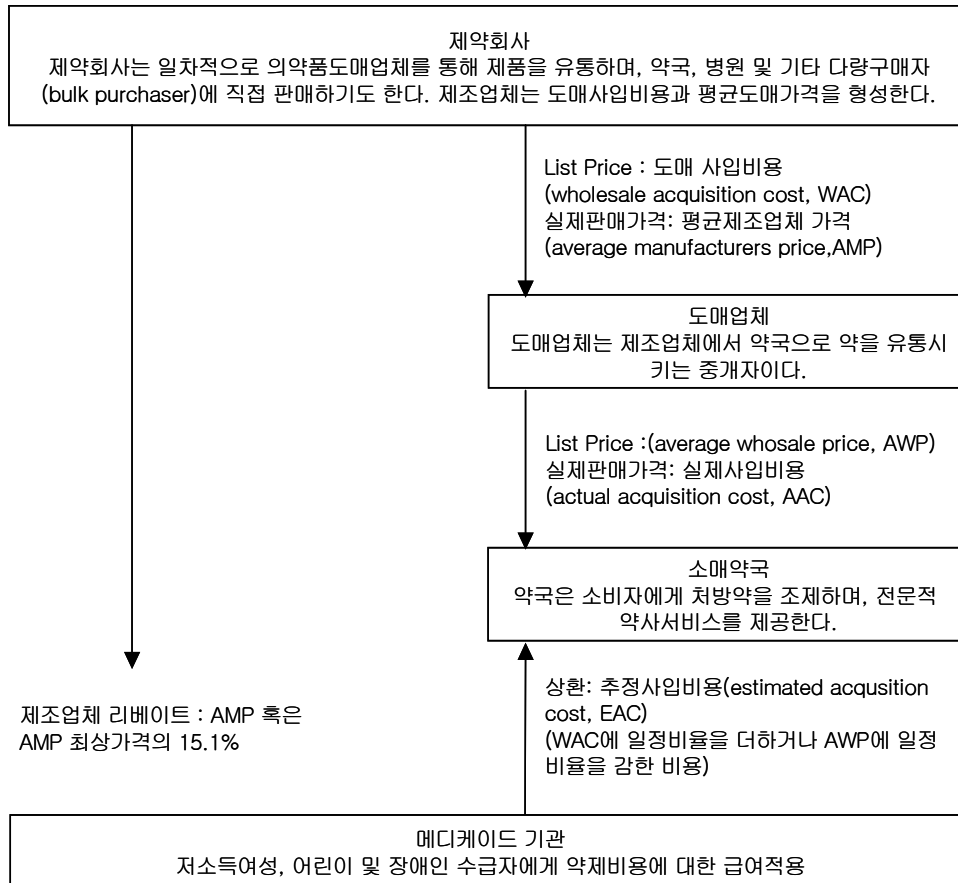 제약회사
제약회사는 일차적으로 의약품도매업체를 통해 제품을 유통하며, 약국, 병원 및 기타 다량구매자
(bulk purchaser)에 직접 판매하기도 한다. 제조업체는 도매사입비용과 평균도매가격을 형성한다.
List Price : 도매 사입비용
(wholesale acquisition cost, WAC)
실제판매가격: 평균제조업체 가격
(average manufacturers price,AMP)
도매업체
도매업체는 제조업체에서 약국으로 약을 유통시
키는 중개자이다.
List Price :(average whosale price, AWP)
실제판매가격: 실제사입비용
(actual acquisition cost, AAC)
소매약국
약국은 소비자에게 처방약을 조제하며, 전문적
약사서비스를 제공한다.
제조업체 리베이트 : AMP 혹은
AMP 최상가격의 15.1%
상환: 추정사입비용(estimated acqusition
cost, EAC)
(WAC에 일정비율을 더하거나 AWP에 일정
비율을 감한 비용)
메디케이드 기관
저소득여성, 어린이 및 장애인 수급자에게 약제비용에 대한 급여적용